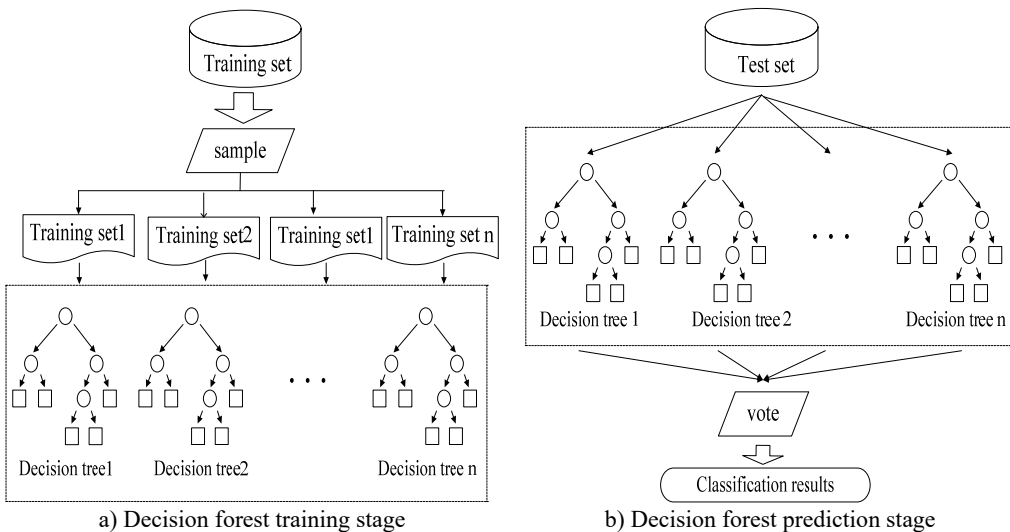 Training set
sample
Training set1
Training set2
Training set1
Training set n
. . .
Decision tree1
Decision tree2
Decision tree n
a) Decision forest training stage
Test set
. . .
Decision tree 1
Decision tree 2
Decision tree n
vote
Classification results
b) Decision forest prediction stage